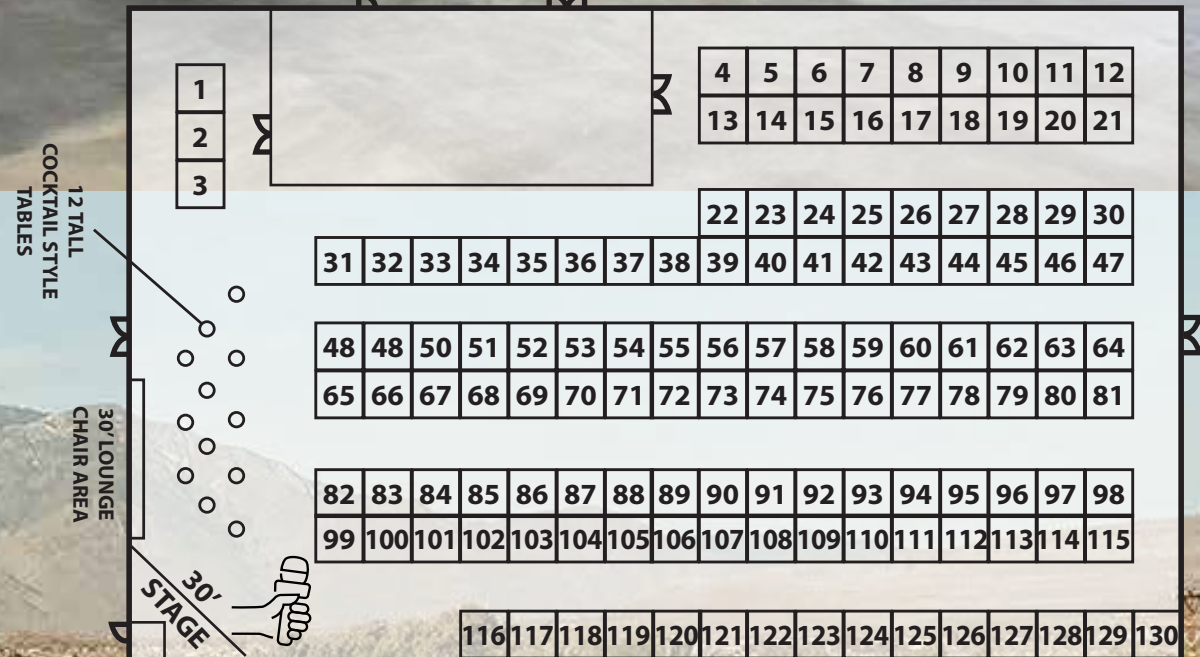 1
2
3
4 5 6 7 8 9 10 11 12
13 14 15 16 17 18 19 20 21
22 23 24 25 26 27 28 29 30
31 32 33 34 35 36 37 38 39 40 41 42 43 44 45 46 47
12 TALL
COCKTAIL STYLE
TABLES
48 48 50 51 52 53 54 55 56 57 58 59 60 61 62 63 64
65 66 67 68 69 70 71 72 73 74 75 76 77 78 79 80 81
30' LOUNGE
CHAIR AREA
82 83 84 85 86 87 88 89 90 91 92 93 94 95 96 97 98
99 100 101 102 103 104 105 106 107 108 109 110 111 112 113 114 115
30'
STAGE
116 117 118 119 120 121 122 123 124 125 126 127 128 129 130